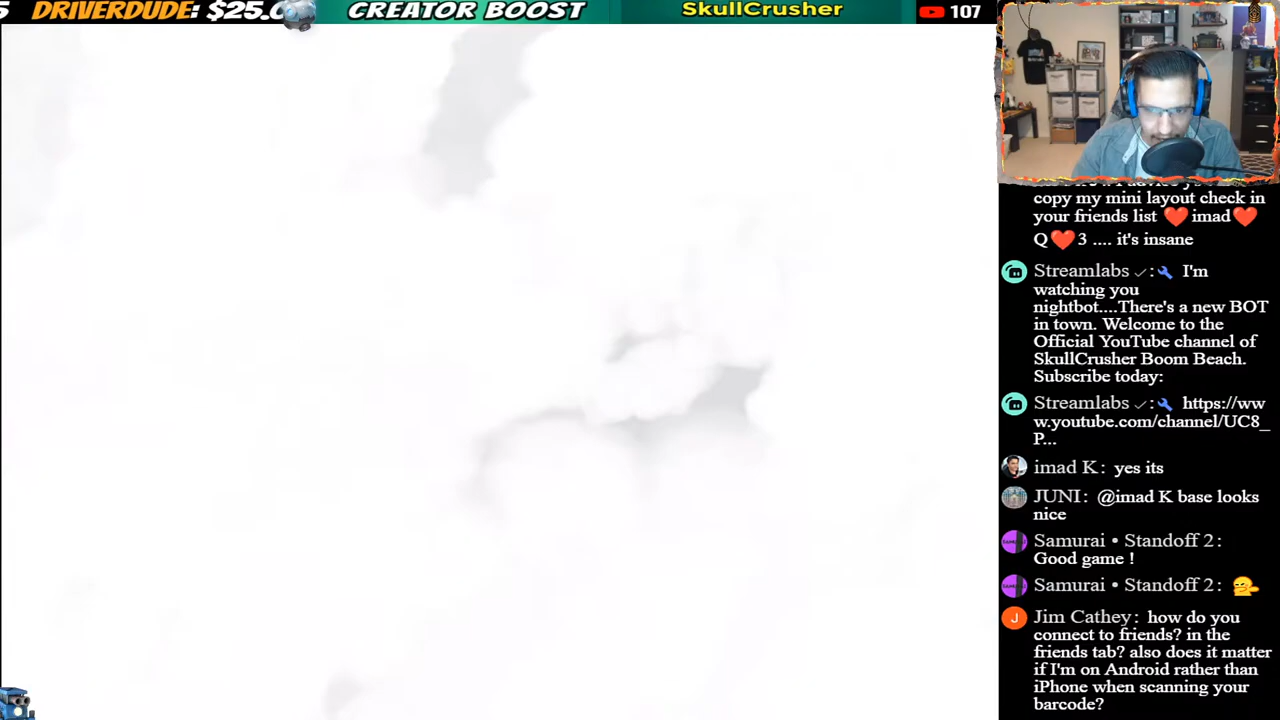 DRIVERDUDE: $25.0
CREATOR BOOST
SkullCrusher
107
copy my mini layout check in
your friends list ❤️ imad❤️
Q❤️3 .... it's insane
Streamlabs ✓: 🔧 I'm
watching you
nightbot....There's a new BOT
in town. Welcome to the
Official YouTube channel of
SkullCrusher Boom Beach.
Subscribe today:
Streamlabs ✓: 🔧 https://ww
w.youtube.com/channel/UC8_
P...
imad K: yes its
JUNI: @imad K base looks
nice
Samurai • Standoff 2:
Good game !
Samurai • Standoff 2:
J Jim Cathey: how do you
connect to friends? in the
friends tab? also does it matter
if I'm on Android rather than
iPhone when scanning your
barcode?